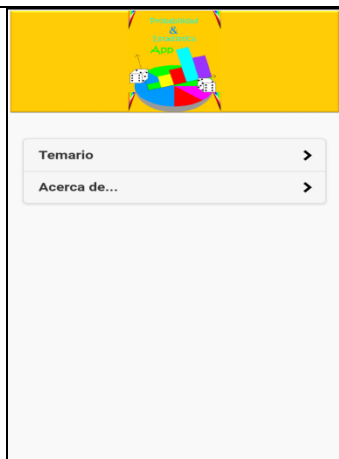 Probabilidad
&
Estadística
APP
Temario
Acerca de...